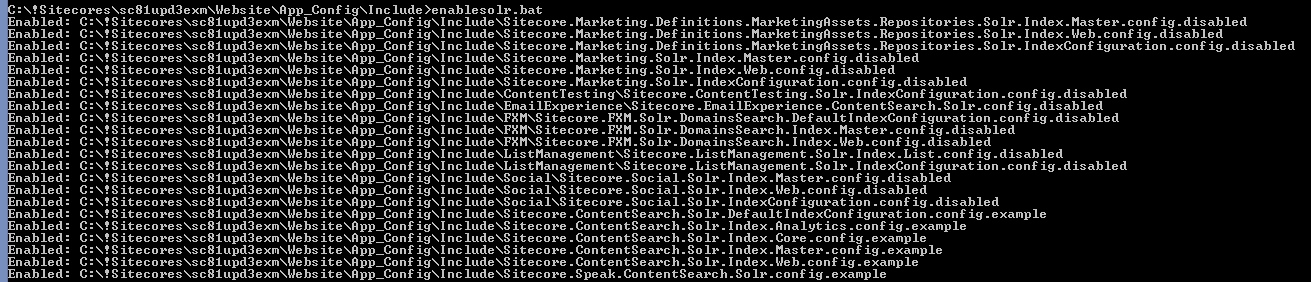 C:\!Sitecores\sc81upd3exm\Website\App_Config\Include>enablesolr.bat
Enabled: C:\!Sitecores\sc81upd3exm\Website\App_Config\Include\Sitecore.Marketing.Definitions.MarketingAssets.Repositories.Solr.Index.Master.config.disabled
Enabled: C:\!Sitecores\sc81upd3exm\Website\App_Config\Include\Sitecore.Marketing.Definitions.MarketingAssets.Repositories.Solr.Index.Web.config.disabled
Enabled: C:\!Sitecores\sc81upd3exm\Website\App_Config\Include\Sitecore.Marketing.Definitions.MarketingAssets.Repositories.Solr.IndexConfiguration.config.disabled
Enabled: C:\!Sitecores\sc81upd3exm\Website\App_Config\Include\Sitecore.Marketing.Solr.Index.Master.config.disabled
Enabled: C:\!Sitecores\sc81upd3exm\Website\App_Config\Include\Sitecore.Marketing.Solr.Index.Web.config.disabled
Enabled: C:\!Sitecores\sc81upd3exm\Website\App_Config\Include\Sitecore.Marketing.Solr.IndexConfiguration.config.disabled
Enabled: C:\!Sitecores\sc81upd3exm\Website\App_Config\Include\ContentTesting\Sitecore.ContentTesting.Solr.IndexConfiguration.config.disabled
Enabled: C:\!Sitecores\sc81upd3exm\Website\App_Config\Include\EmailExperience\Sitecore.EmailExperience.ContentSearch.Solr.config.disabled
Enabled: C:\!Sitecores\sc81upd3exm\Website\App_Config\Include\FXM\Sitecore.FXM.Solr.DomainsSearch.DefaultIndexConfiguration.config.disabled
Enabled: C:\!Sitecores\sc81upd3exm\Website\App_Config\Include\FXM\Sitecore.FXM.Solr.DomainsSearch.Index.Master.config.disabled
Enabled: C:\!Sitecores\sc81upd3exm\Website\App_Config\Include\FXM\Sitecore.FXM.Solr.DomainsSearch.Index.Web.config.disabled
Enabled: C:\!Sitecores\sc81upd3exm\Website\App_Config\Include\ListManagement\Sitecore.ListManagement.Solr.Index.List.config.disabled
Enabled: C:\!Sitecores\sc81upd3exm\Website\App_Config\Include\ListManagement\Sitecore.ListManagement.Solr.IndexConfiguration.config.disabled
Enabled: C:\!Sitecores\sc81upd3exm\Website\App_Config\Include\Social\Sitecore.Social.Solr.Index.Master.config.disabled
Enabled: C:\!Sitecores\sc81upd3exm\Website\App_Config\Include\Social\Sitecore.Social.Solr.Index.Web.config.disabled
Enabled: C:\!Sitecores\sc81upd3exm\Website\App_Config\Include\Social\Sitecore.Social.Solr.IndexConfiguration.config.disabled
Enabled: C:\!Sitecores\sc81upd3exm\Website\App_Config\Include\Sitecore.ContentSearch.Solr.DefaultIndexConfiguration.config.example
Enabled: C:\!Sitecores\sc81upd3exm\Website\App_Config\Include\Sitecore.ContentSearch.Solr.Index.Analytics.config.example
Enabled: C:\!Sitecores\sc81upd3exm\Website\App_Config\Include\Sitecore.ContentSearch.Solr.Index.Core.config.example
Enabled: C:\!Sitecores\sc81upd3exm\Website\App_Config\Include\Sitecore.ContentSearch.Solr.Index.Master.config.example
Enabled: C:\!Sitecores\sc81upd3exm\Website\App_Config\Include\Sitecore.ContentSearch.Solr.Index.Web.config.example
Enabled: C:\!Sitecores\sc81upd3exm\Website\App_Config\Include\Sitecore.Speak.ContentSearch.Solr.config.example